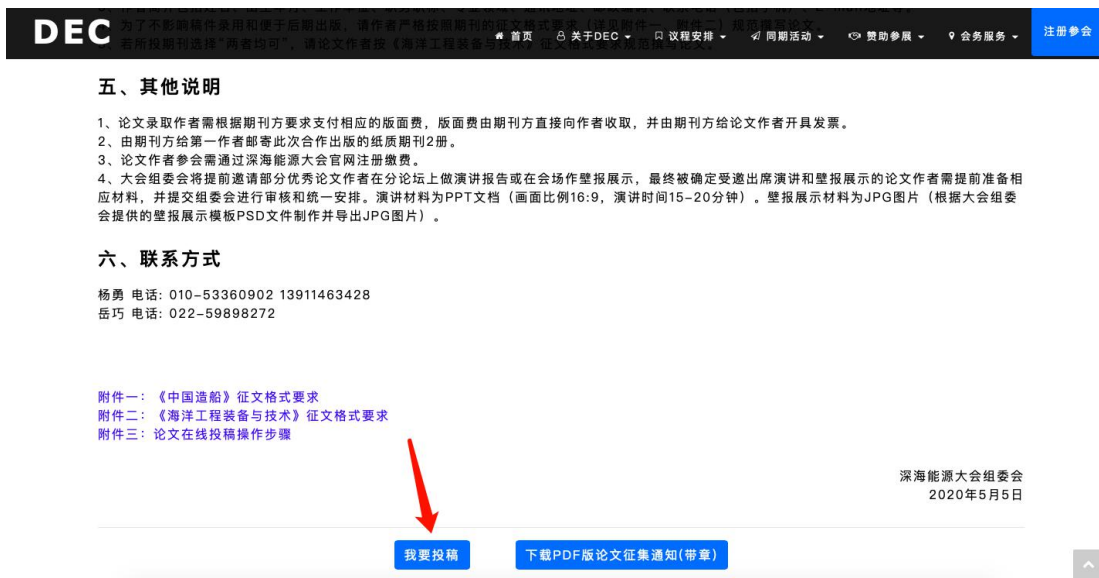 DEC
首页
关于DEC
议程安排
同期活动
赞助参展
会务服务
注册参会
为了不影响稿件录用和便于后期出版，请作者严格按照期刊的征文格式要求（详见附件一、附件二）规范撰写论文。
若所投期刊选择“两者均可”，请论文作者按《海洋工程装备与技术》征文格式要求规范撰写论文。
五、其他说明
1、论文录取作者需根据期刊方要求支付相应的版面费，版面费由期刊方直接向作者收取，并由期刊方给论文作者开具发票。
2、由期刊方给第一作者邮寄此次合作出版的纸质期刊2册。
3、论文作者参会需通过深海能源大会官网注册缴费。
4、大会组委会将提前邀请部分优秀论文作者在分论坛上做演讲报告或在会场作壁报展示，最终被确定受邀出席演讲和壁报展示的论文作者需提前准备相
应材料，并提交组委会进行审核和统一安排。演讲材料为PPT文档（画面比例16:9，演讲时间15–20分钟）。壁报展示材料为JPG图片（根据大会组委
会提供的壁报展示模板PSD文件制作并导出JPG图片）。
六、联系方式
杨勇 电话: 010–53360902 13911463428
岳巧 电话: 022–59898272
附件一：《中国造船》征文格式要求
附件二：《海洋工程装备与技术》征文格式要求
附件三：论文在线投稿操作步骤
深海能源大会组委会
2020年5月5日
我要投稿
下载PDF版论文征集通知(带章)